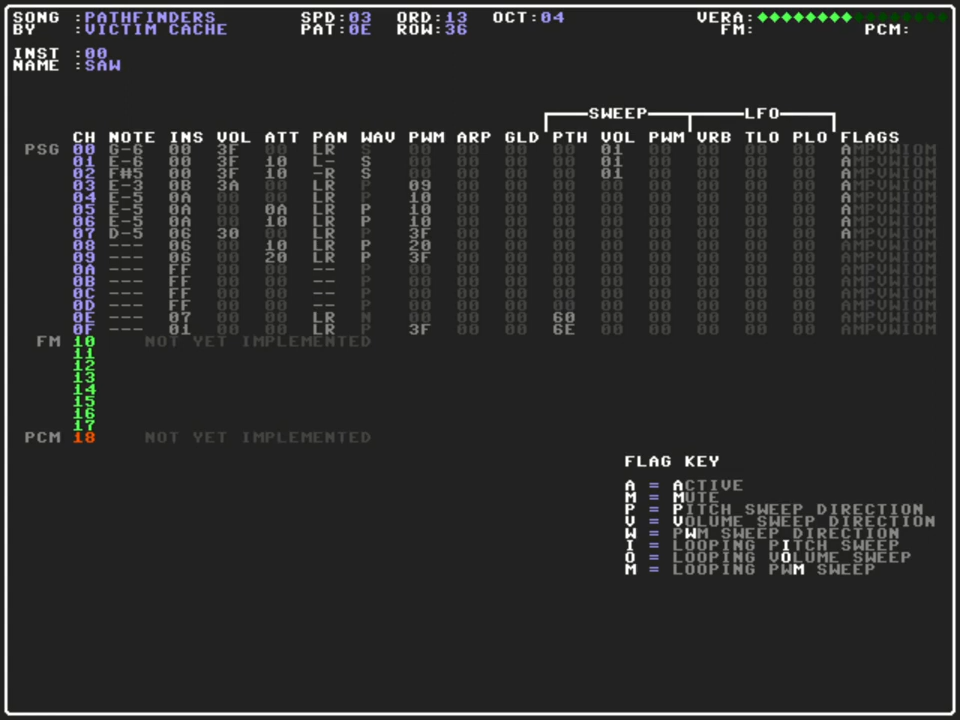 SONG :PATHFINDERS SPD:03 ORD:13 OCT:04 VERA:
BY :VICTIM CACHE PAT:0E ROW:36 FM: PCM:
INST :00
NAME :SAW
SWEEP LFO
CH NOTE INS VOL ATT PAN WAV PWM ARP GLD PTH VOL PWM VRB TLO PLO FLAGS
PSG 00 G-6 00 3F 00 LR S 00 00 00 00 01 00 00 00 00 AMPVWIOM
01 E-6 00 3F 10 L- S 00 00 00 00 01 00 00 00 00 AMPVWIOM
02 F#5 00 3F 10 -R S 00 00 00 00 01 00 00 00 00 AMPVWIOM
03 E-3 0B 3A 00 LR P 09 00 00 00 00 00 00 00 00 AMPVWIOM
04 E-5 0A 00 00 LR P 10 00 00 00 00 00 00 00 00 AMPVWIOM
05 E-5 0A 00 0A LR P 10 00 00 00 00 00 00 00 00 AMPVWIOM
06 E-5 0A 00 10 LR P 10 00 00 00 00 00 00 00 00 AMPVWIOM
07 D-5 06 30 00 LR P 3F 00 00 00 00 00 00 00 00 AMPVWIOM
08 --- 06 00 10 LR P 20 00 00 00 00 00 00 00 00 AMPVWIOM
09 --- 06 00 20 LR P 3F 00 00 00 00 00 00 00 00 AMPVWIOM
0A --- FF 00 00 -- P 00 00 00 00 00 00 00 00 00 AMPVWIOM
0B --- FF 00 00 -- P 00 00 00 00 00 00 00 00 00 AMPVWIOM
0C --- FF 00 00 -- P 00 00 00 00 00 00 00 00 00 AMPVWIOM
0D --- FF 00 00 -- P 00 00 00 00 00 00 00 00 00 AMPVWIOM
0E --- 07 00 00 LR N 00 00 00 60 00 00 00 00 00 AMPVWIOM
0F --- 01 00 00 LR P 3F 00 00 6E 00 00 00 00 00 AMPVWIOM
FM 10 NOT YET IMPLEMENTED
11
12
13
14
15
16
17
PCM 18 NOT YET IMPLEMENTED
FLAG KEY
A = ACTIVE
M = MUTE
P = PITCH SWEEP DIRECTION
V = VOLUME SWEEP DIRECTION
W = PWM SWEEP DIRECTION
I = LOOPING PITCH SWEEP
O = LOOPING VOLUME SWEEP
M = LOOPING PWM SWEEP